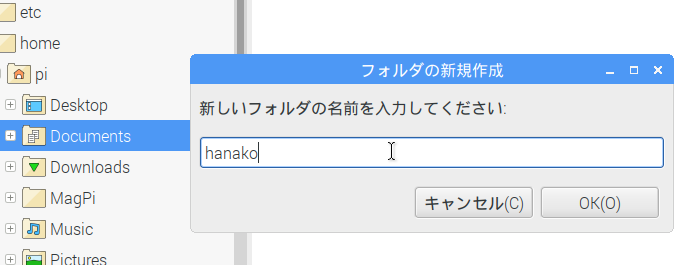 etc
home
pi
Desktop
Documents
Downloads
MagPi
Music
Pictures
フォルダの新規作成
新しいフォルダの名前を入力してください:
hanako
キャンセル(C)
OK(O)